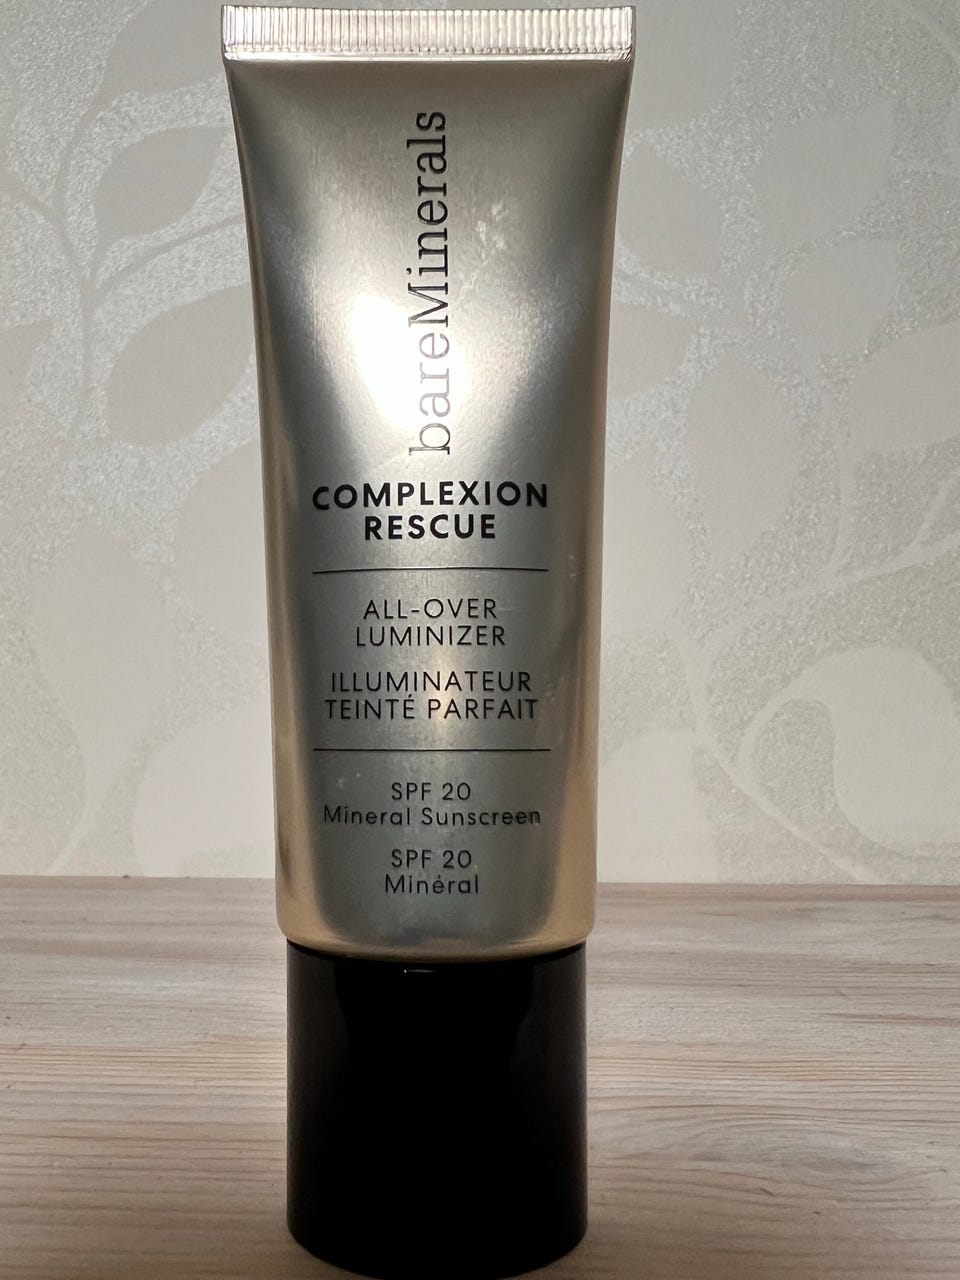 bareMinerals
COMPLEXION
RESCUE
ALL-OVER
LUMINIZER
ILLUMINATEUR
TEINTÉ PARFAIT
SPF 20
Mineral Sunscreen
SPF 20
Minéral